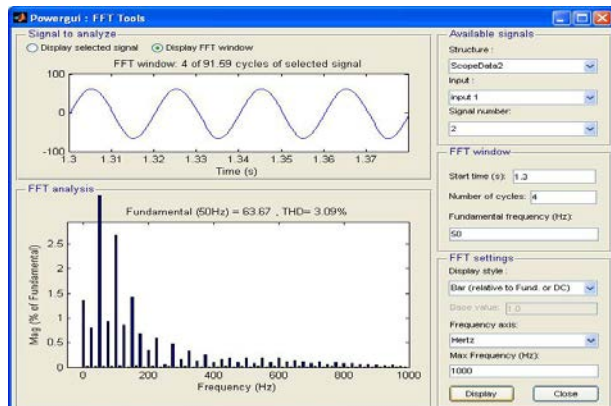 Powergui : FFT Tools
Signal to analyze
Display selected signal Display FFT window
FFT window: 4 of 91.59 cycles of selected signal
100
0
-100
1.3 1.31 1.32 1.33 1.34 1.35 1.36 1.37
Time (s)
FFT analysis
Fundamental (50Hz) = 63.67 , THD= 3.09%
2.5
2
1.5
1
0.5
0
Mag (% of Fundamental)
0 200 400 600 800 1000
Frequency (Hz)
Available signals
Structure :
ScopeData2
Input :
input 1
Signal number:
2
FFT window
Start time (s): 1.3
Number of cycles: 4
Fundamental frequency (Hz):
50
FFT settings
Display style :
Bar (relative to Fund. or DC)
Base value: 1.0
Frequency axis:
Hertz
Max Frequency (Hz):
1000
Display Close